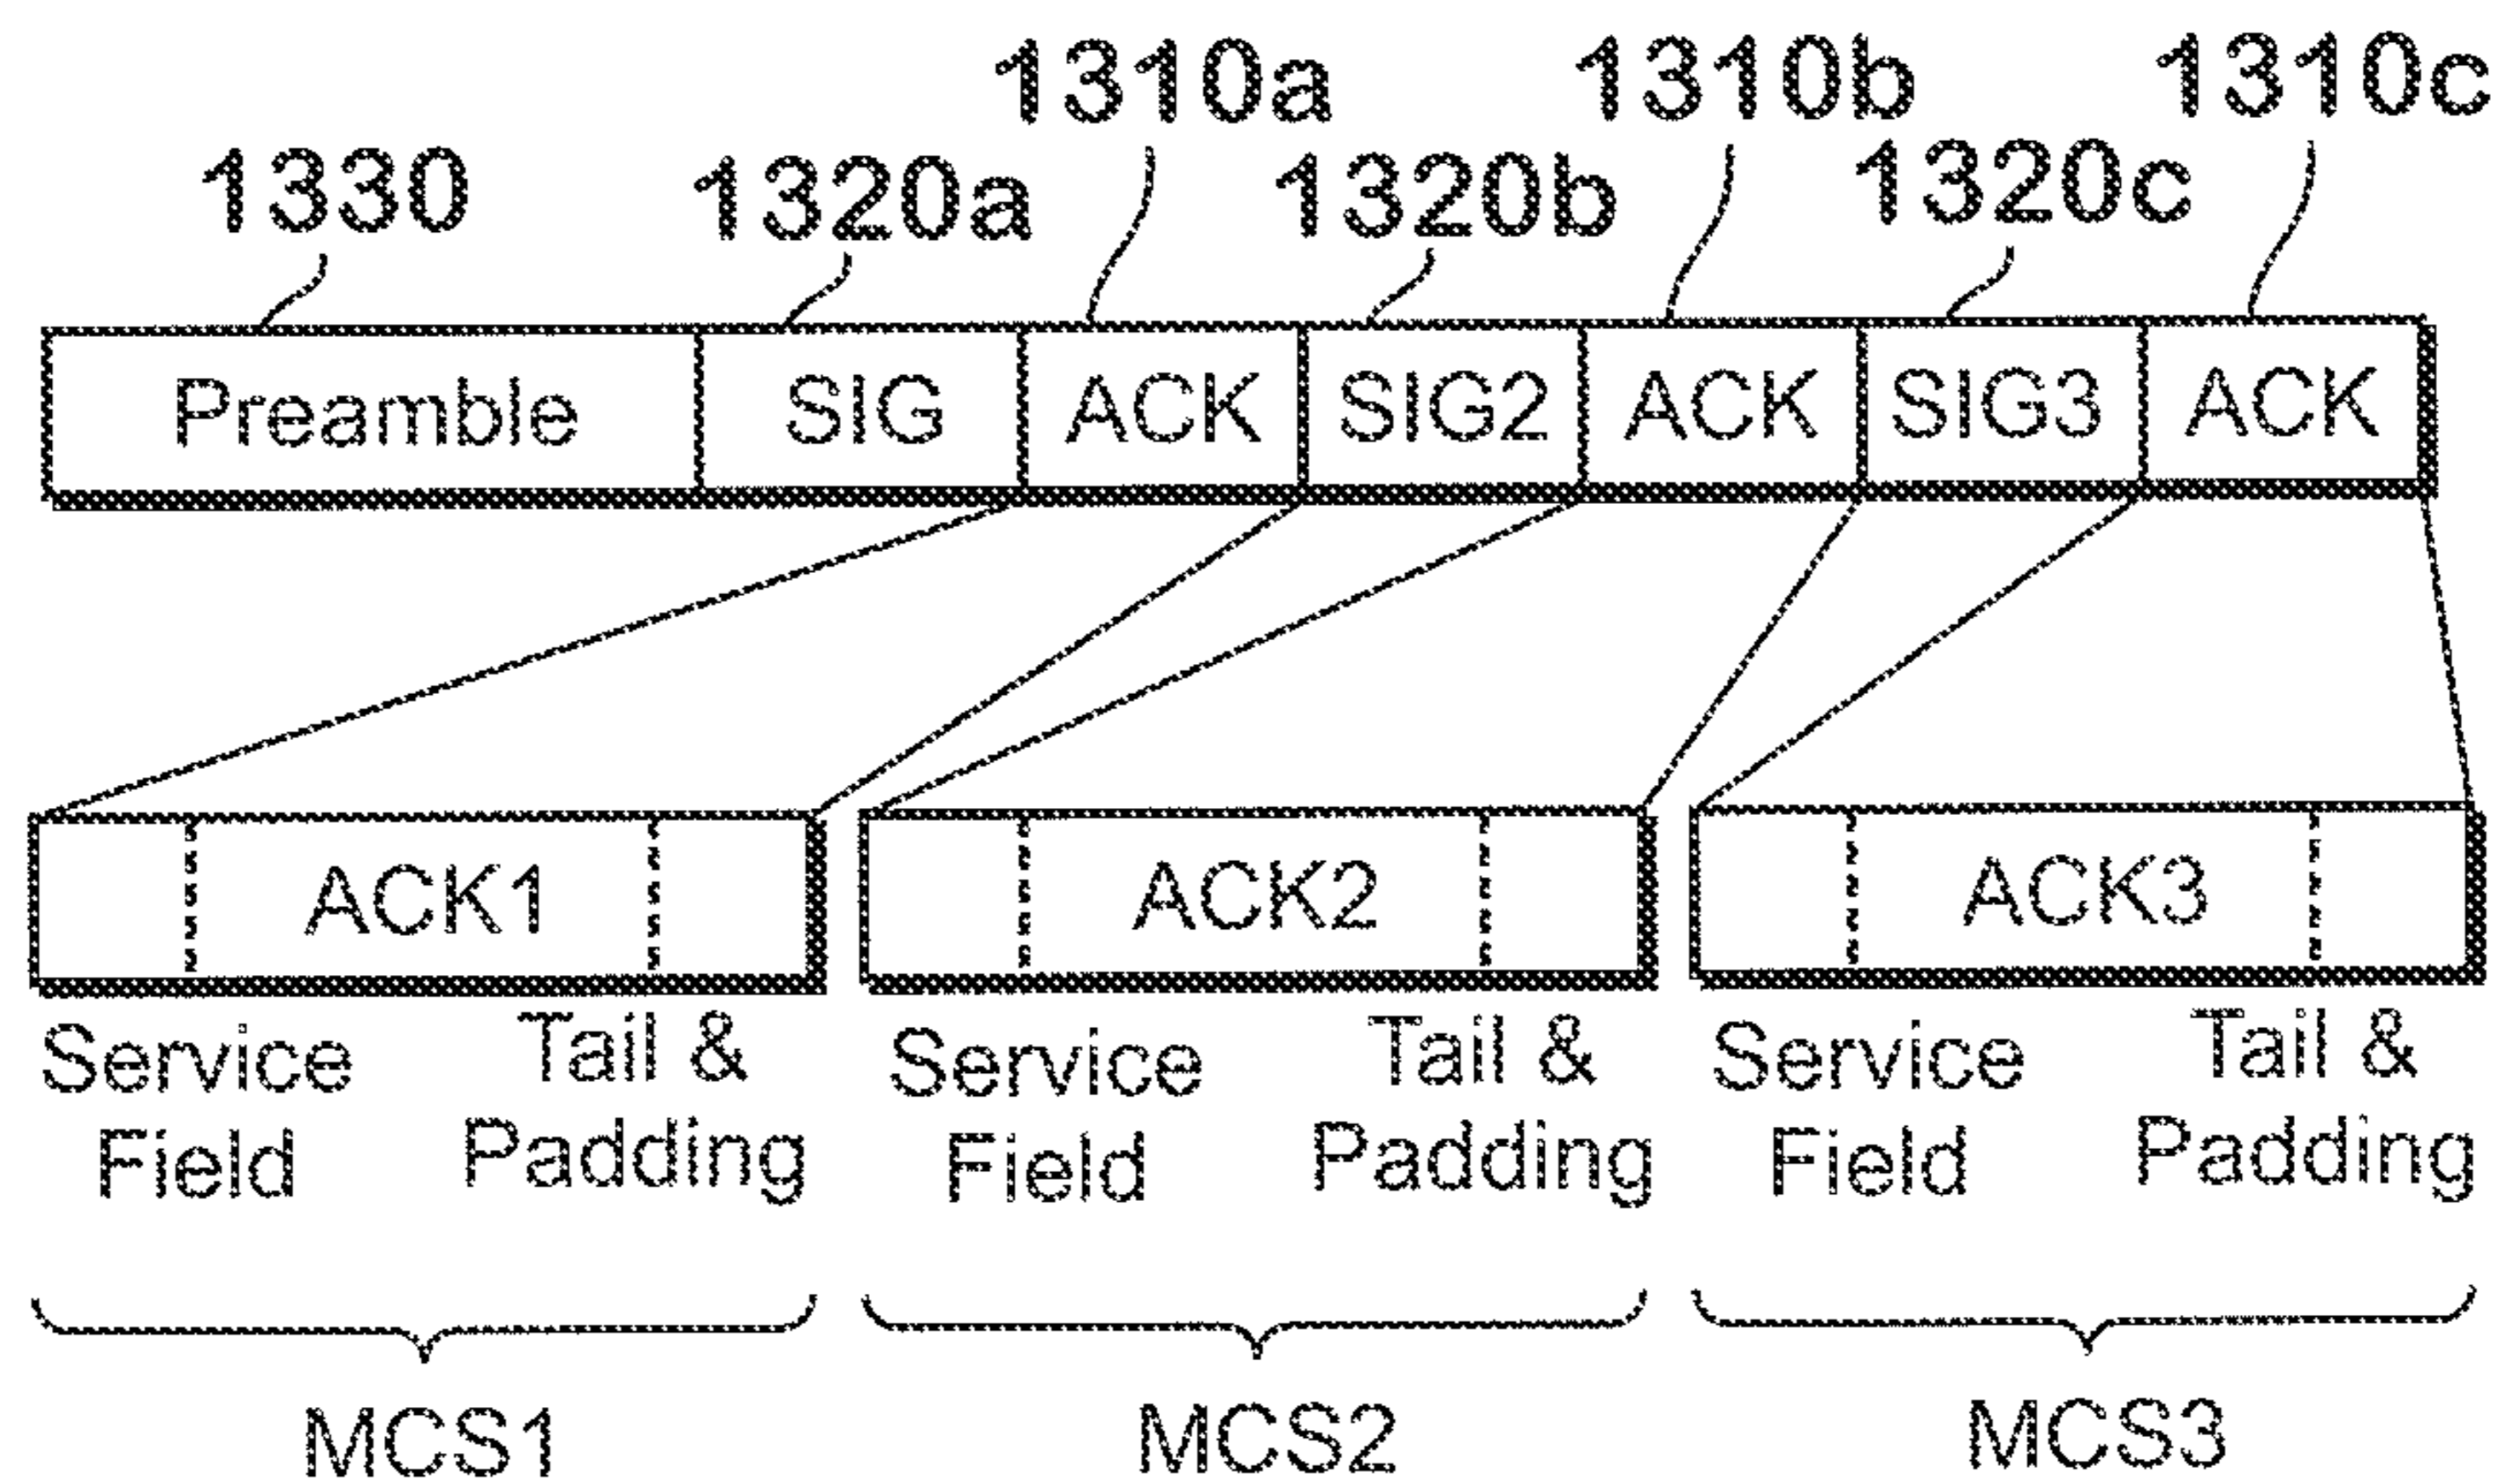 1310a 1310b 1310c
1330 1320a 1320b 1320c
Preamble SIG ACK SIG2 ACK SIG3 ACK
ACK1 ACK2 ACK3
Service Tail & Service Tail & Service Tail &
Field Padding Field Padding Field Padding
MCS1 MCS2 MCS3